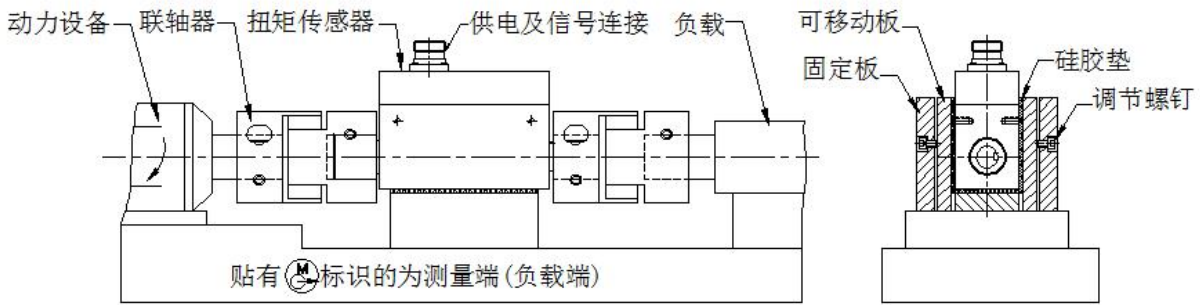 动力设备
联轴器
扭矩传感器
供电及信号连接
负载
可移动板
固定板
硅胶垫
调节螺钉
贴有M标识的为测量端(负载端)